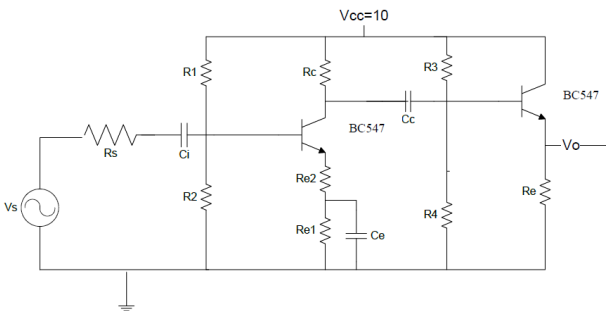 Vcc=10
R1
Rc
R3
BC547
BC547
Cc
Rs
Ci
Vo
Re2
R2
Re
Vs
R4
Re1
Ce